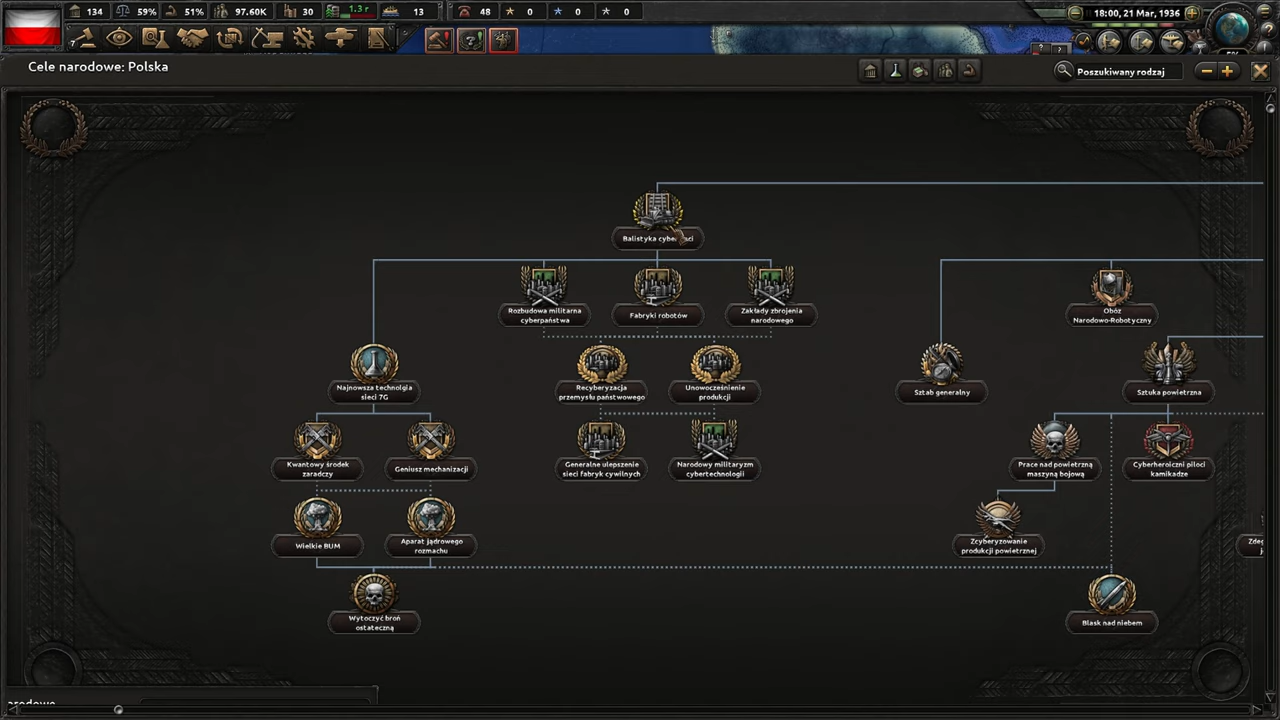 134 59% 51% 97.60K 30 1.3 r 13 48 0 0 0
18:00, 21 Mar, 1936
7
Cele narodowe: Polska
Poszukiwany rodzaj
Rozbudowa militarna
cyberpaństwa
Fabryki robotów
Zakłady zbrojenia
narodowego
Obóz
Narodowo-Robotyczny
Najnowsza technolgia
sieci 7G
Recyberyzacja
przemysłu państwowego
Unowocześnienie
produkcji
Sztab generalny
Sztuka powietrzna
Kwantowy środek
zaradczy
Geniusz mechanizacji
Generalne ulepszenie
sieci fabryk cywilnych
Narodowy militaryzm
cybertechnologii
Prace nad powietrzną
maszyną bojową
Cyberheroiczni piloci
kamikadze
Wielkie BUM
Aparat jądrowego
rozmachu
Zcyberyzowanie
produkcji powietrznej
Wytoczyć broń
ostateczną
Blask nad niebem